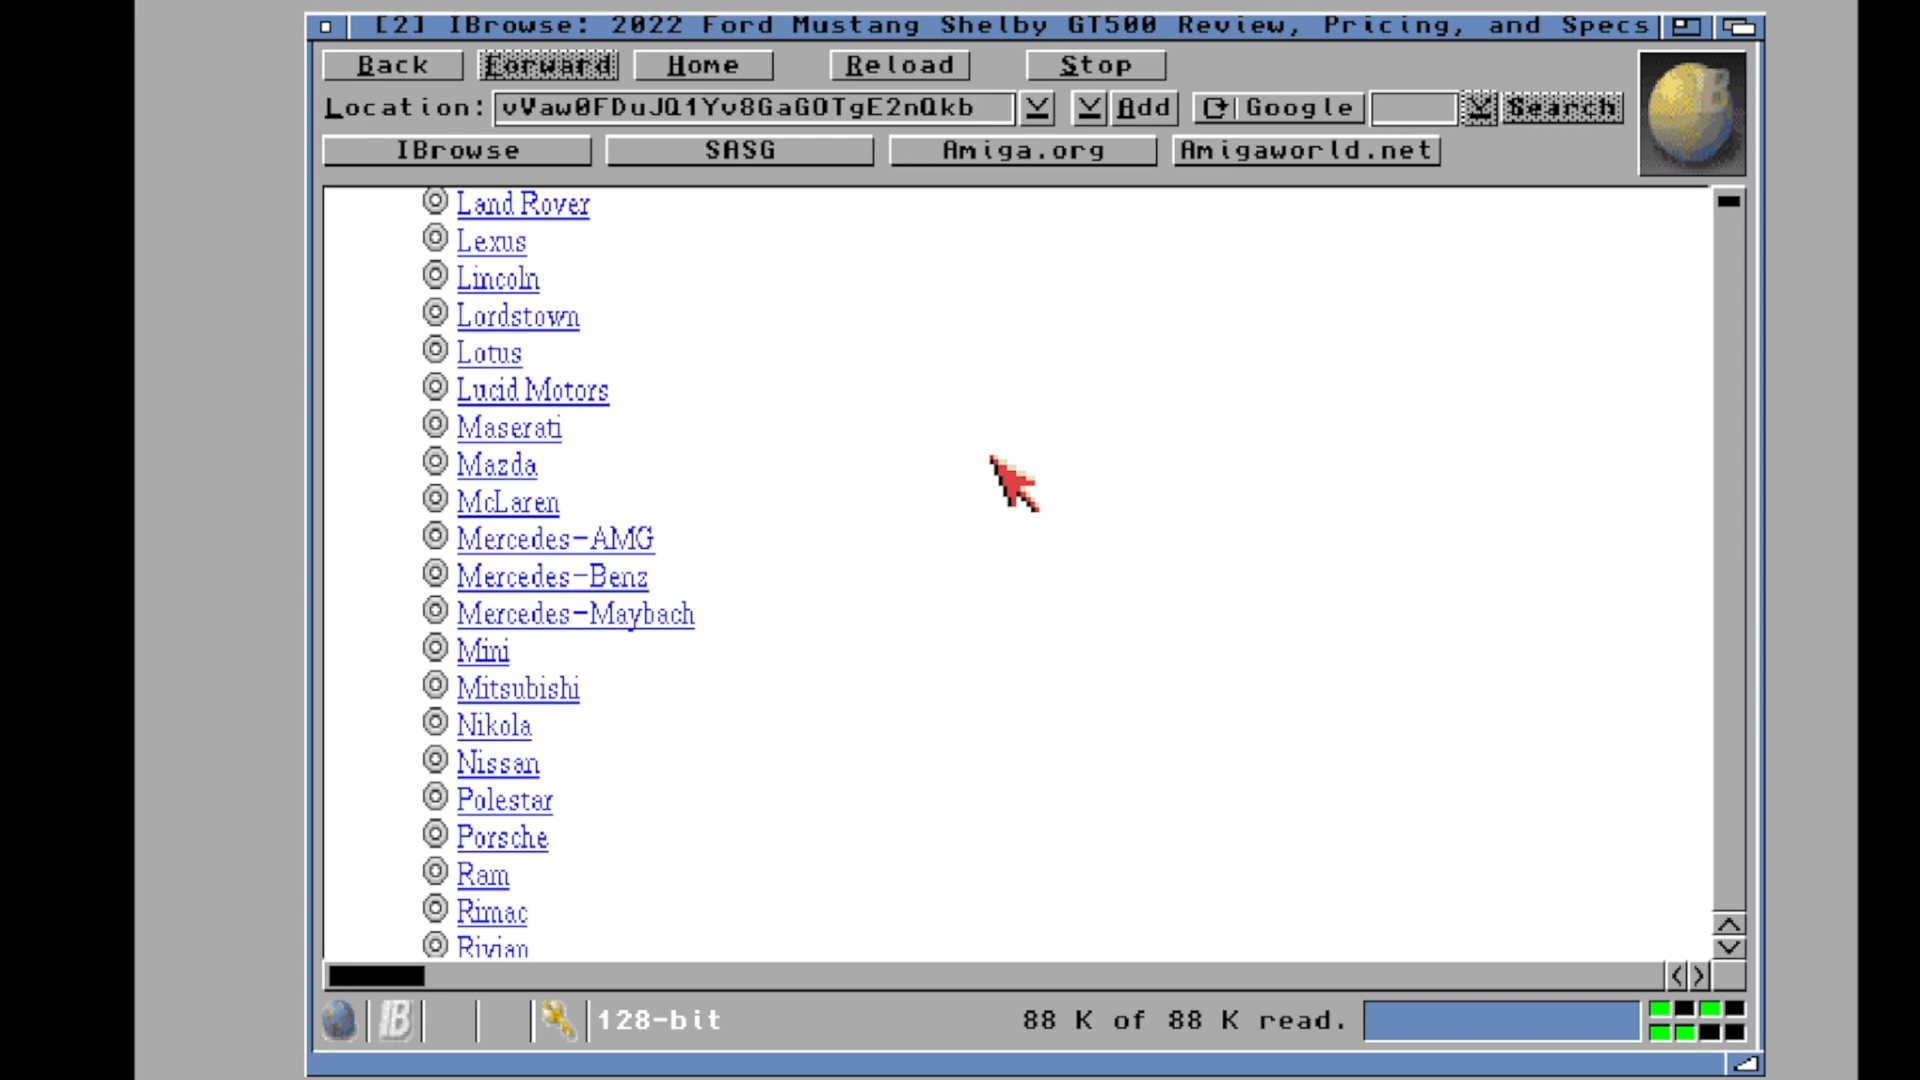 [2] IBrowse: 2022 Ford Mustang Shelby GT500 Review, Pricing, and Specs
Back Forward Home Reload Stop
Location: vVaw0FDuJQ1Yv8GaGOTgE2nQkb Add Google Search
IBrowse SASG Amiga.org Amigaworld.net
Land Rover
Lexus
Lincoln
Lordstown
Lotus
Lucid Motors
Maserati
Mazda
McLaren
Mercedes-AMG
Mercedes-Benz
Mercedes-Maybach
Mini
Mitsubishi
Nikola
Nissan
Polestar
Porsche
Ram
Rimac
Rivian
IB 128-bit 88 K of 88 K read.